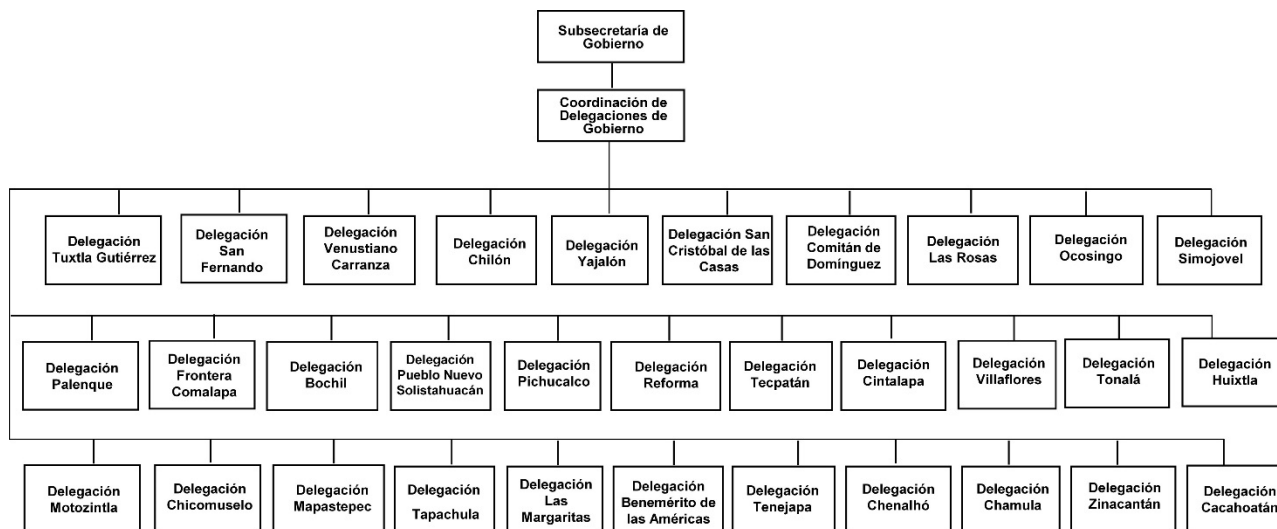 Subsecretaría de
Gobierno
Coordinación de
Delegaciones de
Gobierno
Delegación
Tuxtla Gutiérrez
Delegación
San
Fernando
Delegación
Venustiano
Carranza
Delegación
Chilón
Delegación
Yajalón
Delegación San
Cristóbal de las
Casas
Delegación
Comitán de
Domínguez
Delegación
Las Rosas
Delegación
Ocosingo
Delegación
Simojovel
Delegación
Palenque
Delegación
Frontera
Comalapa
Delegación
Bochil
Delegación
Pueblo Nuevo
Solistahuacán
Delegación
Pichucalco
Delegación
Reforma
Delegación
Tecpatán
Delegación
Cintalapa
Delegación
Villaflores
Delegación
Tonalá
Delegación
Huixtla
Delegación
Motozintla
Delegación
Chicomuselo
Delegación
Mapastepec
Delegación
Tapachula
Delegación
Las
Margaritas
Delegación
Benemérito de
las Américas
Delegación
Tenejapa
Delegación
Chenalhó
Delegación
Chamula
Delegación
Zinacantán
Delegación
Cacahoatán